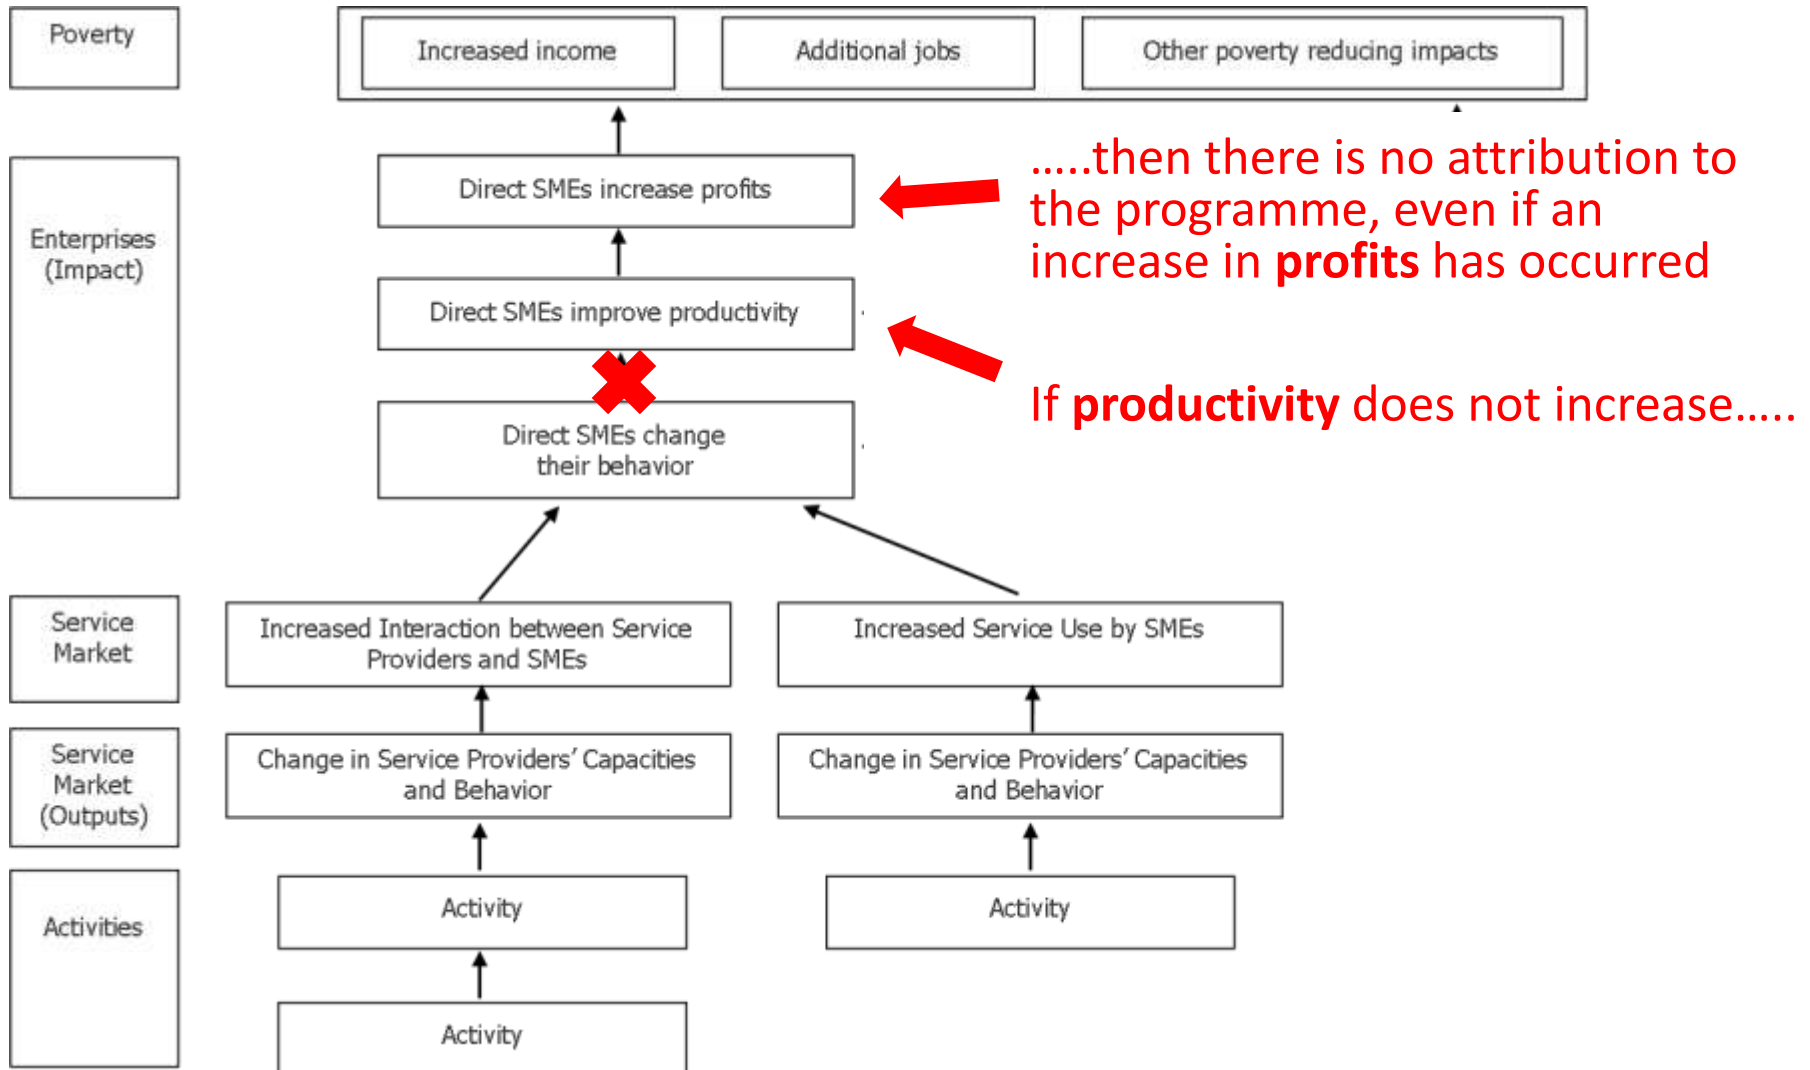 Poverty
Increased income
Additional jobs
Other poverty reducing impacts
Enterprises
(Impact)
Direct SMEs increase profits
…..then there is no attribution to
the programme, even if an
increase in profits has occurred
Direct SMEs improve productivity
If productivity does not increase…..
Direct SMEs change
their behavior
Service
Market
Increased Interaction between Service
Providers and SMEs
Increased Service Use by SMEs
Service
Market
(Outputs)
Change in Service Providers’ Capacities
and Behavior
Change in Service Providers’ Capacities
and Behavior
Activities
Activity
Activity
Activity